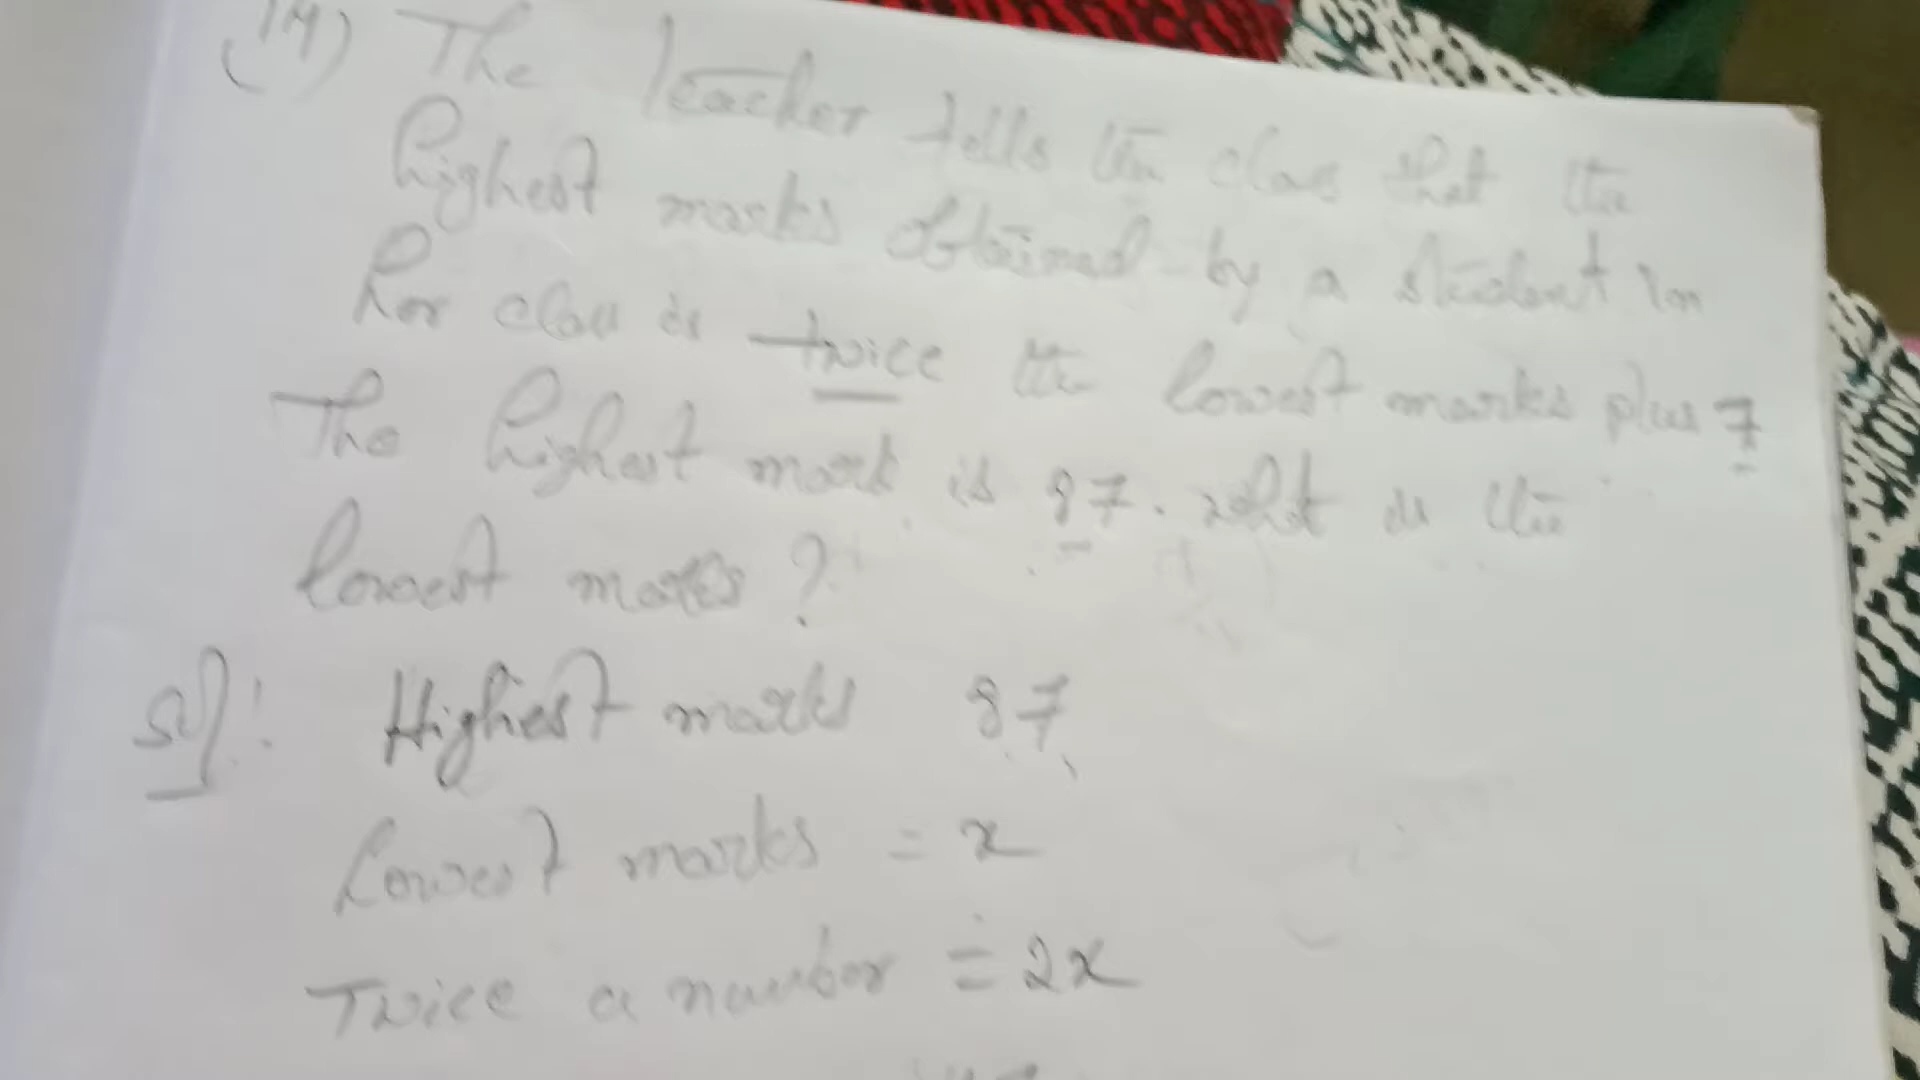 (14) The teacher tells the class that the
highest marks obtained by a student in
her class is twice the lowest marks plus 7
The highest mark is 87. what is the
lowest marks ?
Sol:
Highest marks 87
Lowest marks = x
Twice a number = 2x